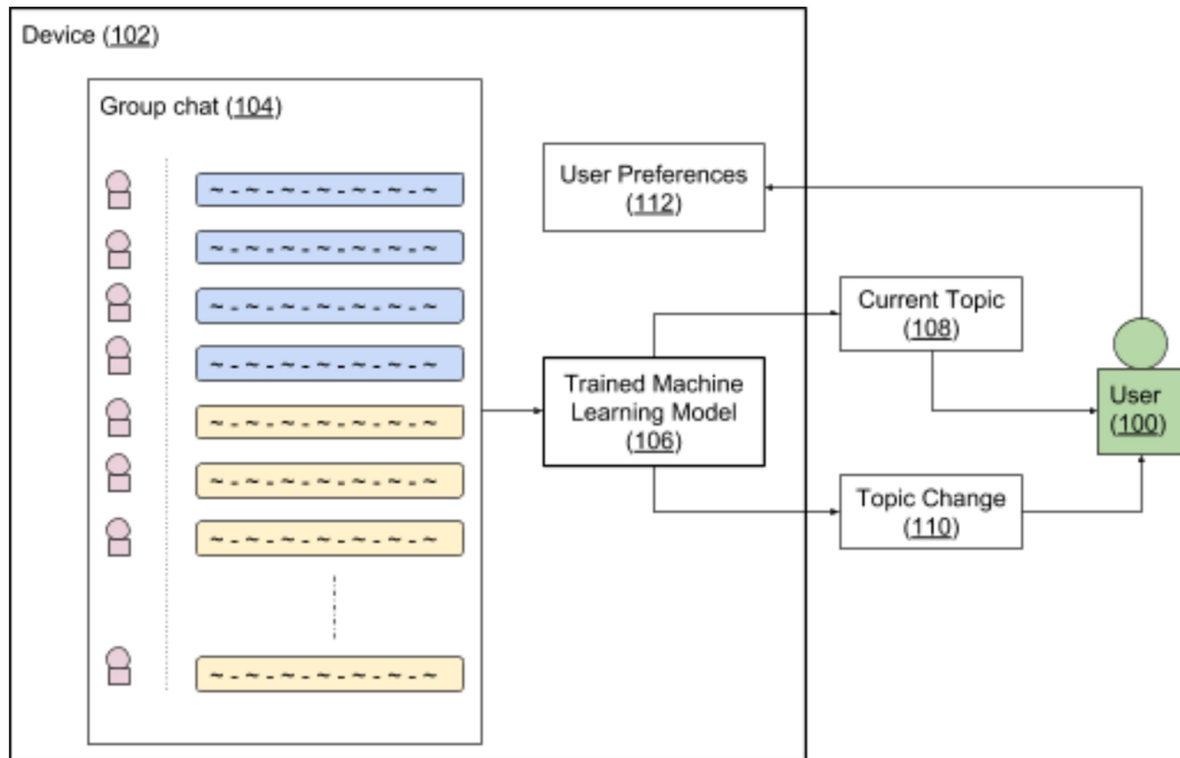 Device (102)
Group chat (104)
~ - ~ - ~ - ~ - ~ - ~ - ~
~ - ~ - ~ - ~ - ~ - ~ - ~
~ - ~ - ~ - ~ - ~ - ~ - ~
~ - ~ - ~ - ~ - ~ - ~ - ~
~ - ~ - ~ - ~ - ~ - ~ - ~
~ - ~ - ~ - ~ - ~ - ~ - ~
~ - ~ - ~ - ~ - ~ - ~ - ~
~ - ~ - ~ - ~ - ~ - ~ - ~
User Preferences
(112)
Trained Machine
Learning Model
(106)
Current Topic
(108)
Topic Change
(110)
User
(100)